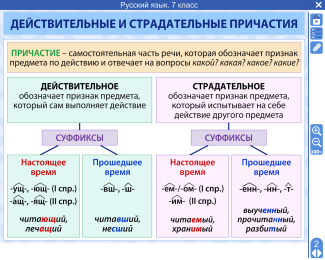 Русский язык. 7 класс
ДЕЙСТВИТЕЛЬНЫЕ И СТРАДАТЕЛЬНЫЕ ПРИЧАСТИЯ
ПРИЧАСТИЕ – самостоятельная часть речи, которая обозначает признак
предмета по действию и отвечает на вопросы какой? какая? какое? какие?
ДЕЙСТВИТЕЛЬНОЕ
обозначает признак предмета,
который сам выполняет действие
СТРАДАТЕЛЬНОЕ
обозначает признак предмета,
который испытывает на себе
действие другого предмета
СУФФИКСЫ
СУФФИКСЫ
Настоящее
время
-ущ-, -ющ- (I спр.)
-ащ-, -ящ- (II спр.)
читающий,
лечащий
Прошедшее
время
-вш-, -ш-
читавший,
несший
Настоящее
время
-ем-/-ом- (I спр.)
-им- (II спр.)
читаемый,
хранимый
Прошедшее
время
-енн-, -нн-, -т-
выученный,
прочитанный,
разбитый
100%
2